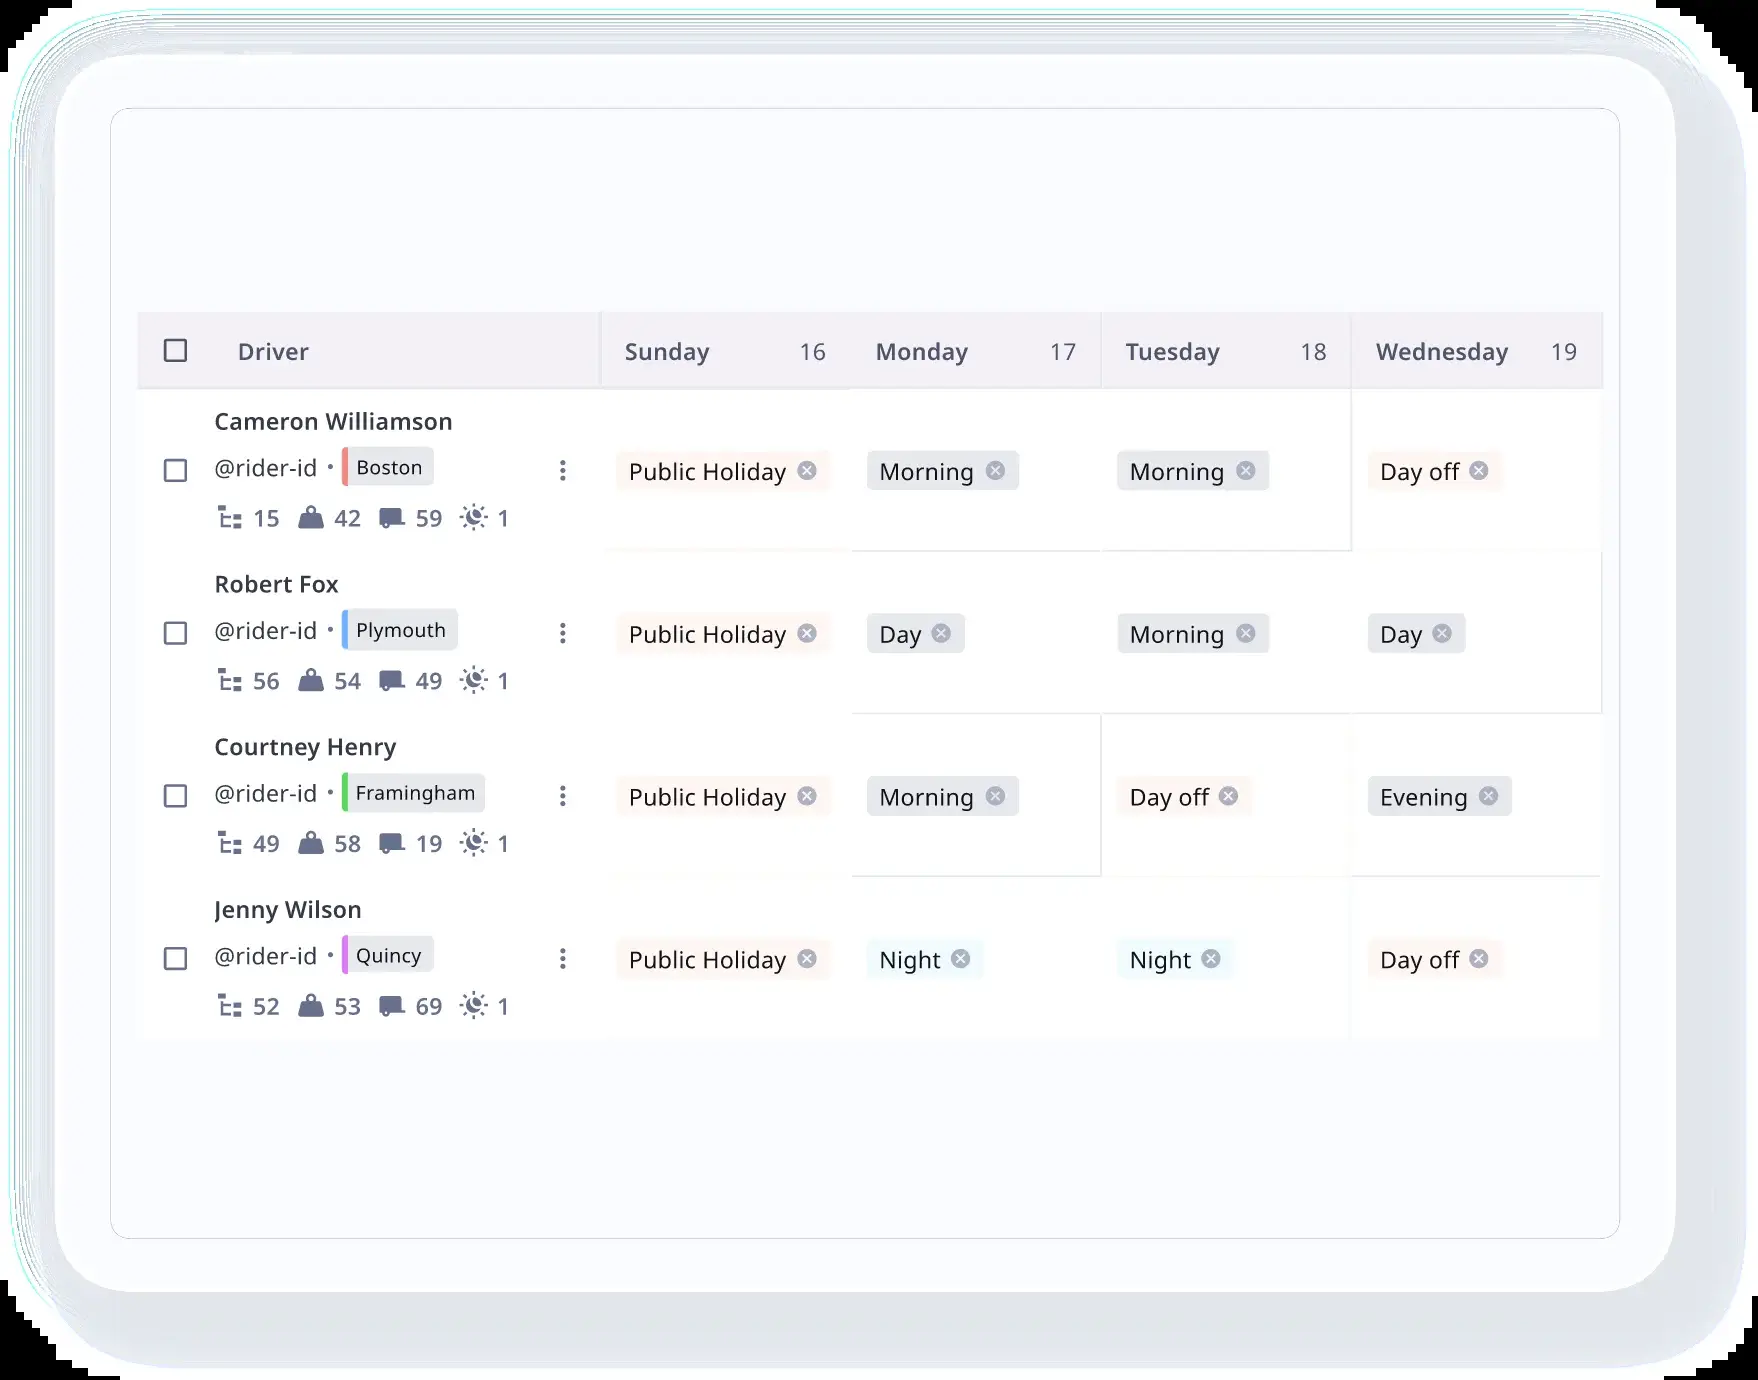 Driver Sunday 16 Monday 17 Tuesday 18 Wednesday 19
Cameron Williamson
@rider-id • Boston Public Holiday Morning Morning Day off
15 42 59 1
Robert Fox
@rider-id • Plymouth Public Holiday Day Morning Day
56 54 49 1
Courtney Henry
@rider-id • Framingham Public Holiday Morning Day off Evening
49 58 19 1
Jenny Wilson
@rider-id • Quincy Public Holiday Night Night Day off
52 53 69 1